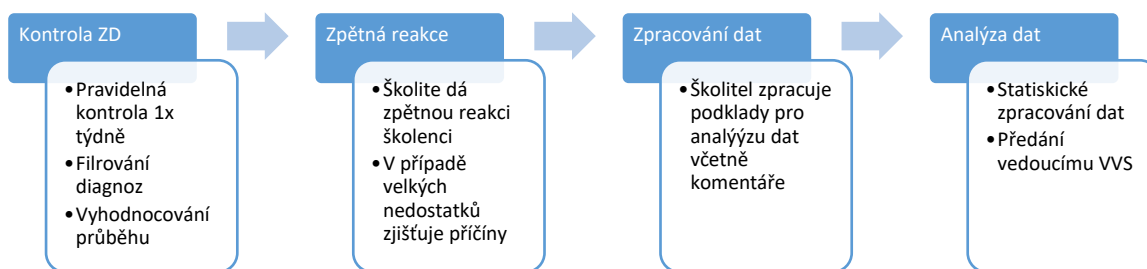 Kontrola ZD
• Pravidelná
kontrola 1x
týdně
• Filrování
diagnoz
• Vyhodnocování
průběhu
Zpětná reakce
• Školite dá
zpětnou reakci
školenci
• V případě
velkých
nedostatků
zjišťuje příčíny
Zpracování dat
• Školitel zpracuje
podklady pro
analýýzu dat
včetně
komentáře
Analýza dat
• Statiskické
zpracování dat
• Předání
vedoucímu VVS